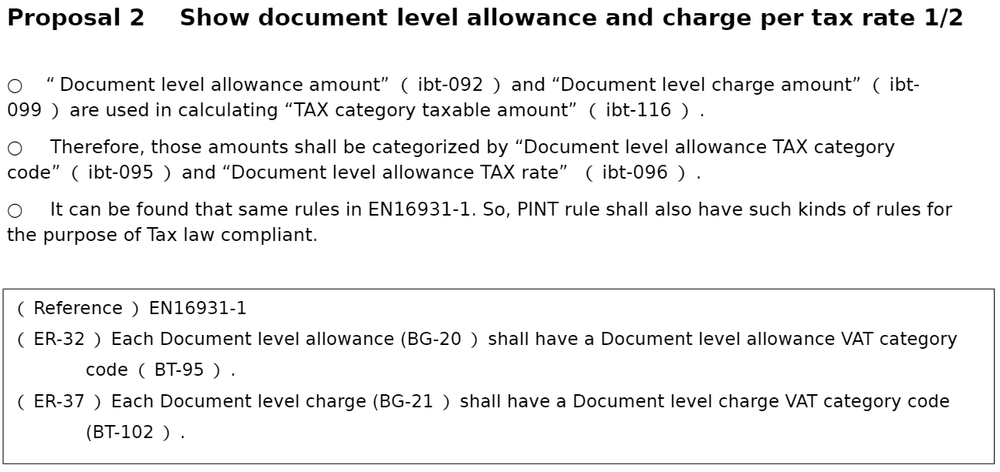 Proposal 2　Show document level allowance and charge per tax rate 1/2
○　“ Document level allowance amount” （ ibt-092 ）and “Document level charge amount” （ ibt-
099 ）are used in calculating “TAX category taxable amount” （ ibt-116 ）.
○　Therefore, those amounts shall be categorized by “Document level allowance TAX category
code” （ ibt-095 ）and “Document level allowance TAX rate” （ ibt-096 ）.
○　It can be found that same rules in EN16931-1. So, PINT rule shall also have such kinds of rules for
the purpose of Tax law compliant.
（ Reference ）EN16931-1
（ ER-32 ）Each Document level allowance (BG-20 ）shall have a Document level allowance VAT category
code （ BT-95 ）.
（ ER-37 ）Each Document level charge (BG-21 ）shall have a Document level charge VAT category code
(BT-102 ）.